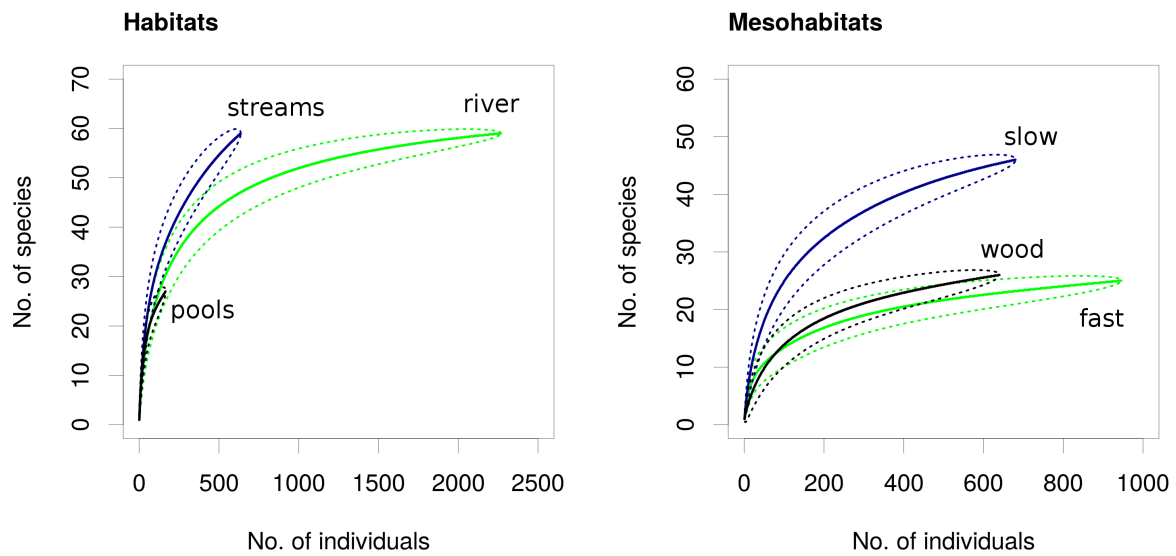 Habitats
No. of species
70
60
50
40
30
20
10
0
streams
river
pools
0 500 1000 1500 2000 2500
No. of individuals
Mesohabitats
No. of species
60
50
40
30
20
10
0
slow
wood
fast
0 200 400 600 800 1000
No. of individuals